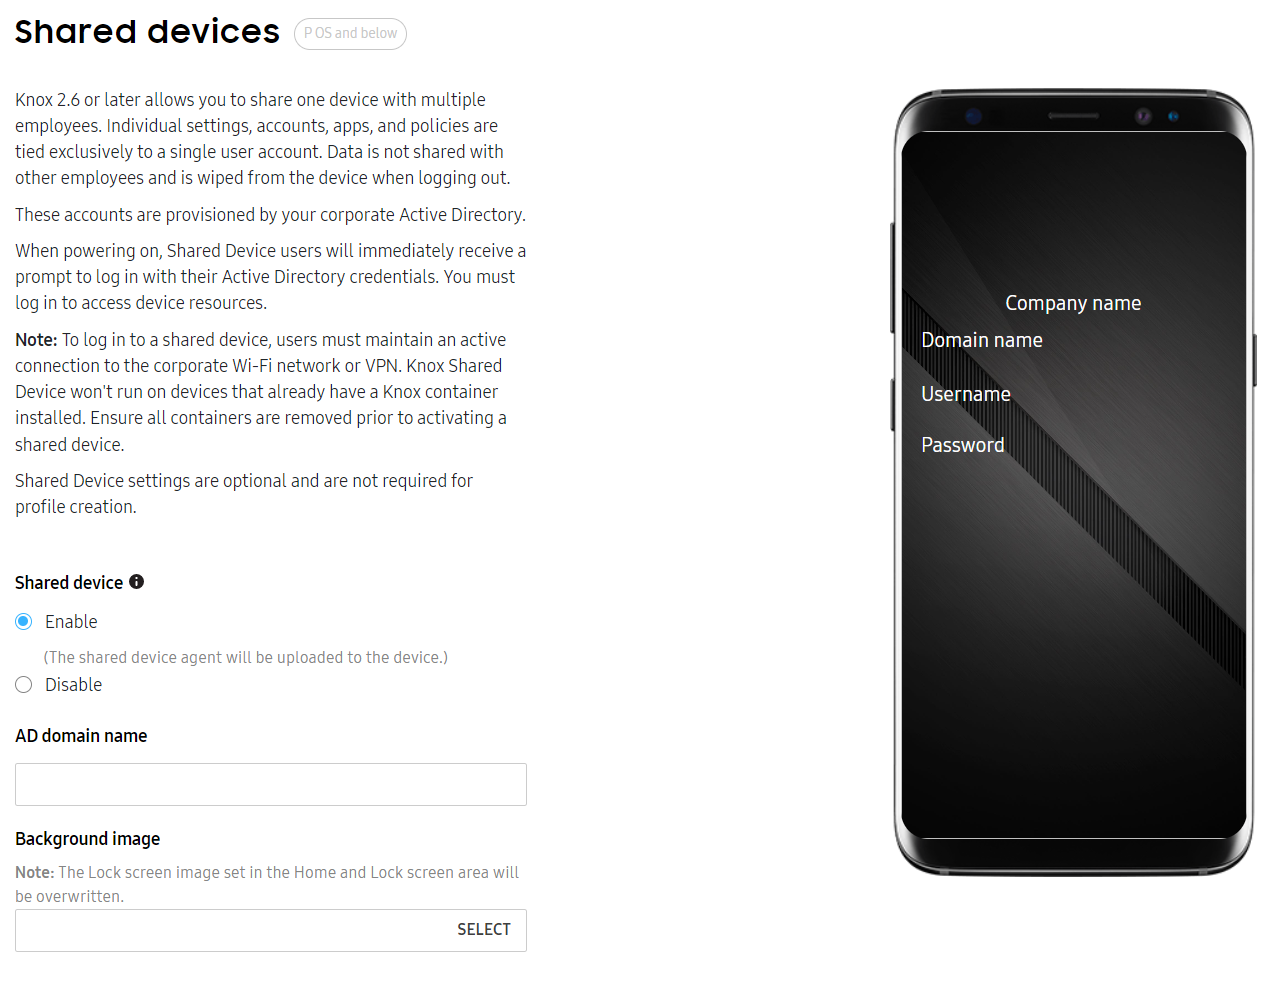 Shared devices
P OS and below
Knox 2.6 or later allows you to share one device with multiple
employees. Individual settings, accounts, apps, and policies are
tied exclusively to a single user account. Data is not shared with
other employees and is wiped from the device when logging out.
These accounts are provisioned by your corporate Active Directory.
When powering on, Shared Device users will immediately receive a
prompt to log in with their Active Directory credentials. You must
log in to access device resources.
Note: To log in to a shared device, users must maintain an active
connection to the corporate Wi-Fi network or VPN. Knox Shared
Device won't run on devices that already have a Knox container
installed. Ensure all containers are removed prior to activating a
shared device.
Shared Device settings are optional and are not required for
profile creation.
Shared device
Enable
(The shared device agent will be uploaded to the device.)
Disable
AD domain name
Background image
Note: The Lock screen image set in the Home and Lock screen area will
be overwritten.
SELECT
Company name
Domain name
Username
Password